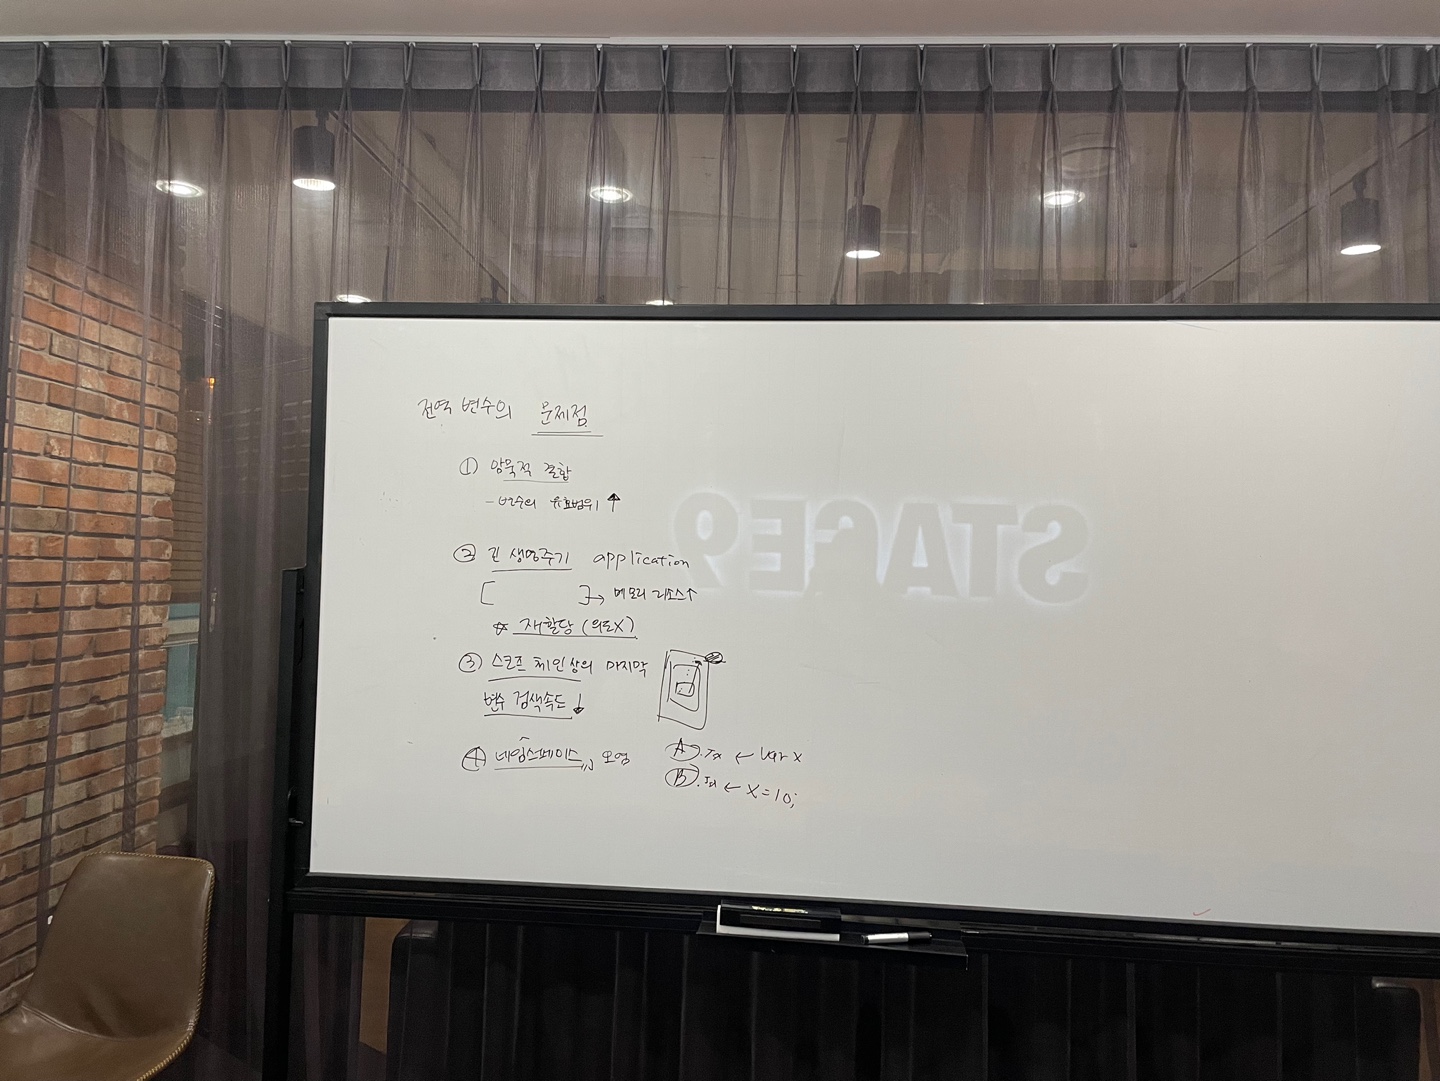 전역 변수의 문제점
① 암묵적 결합
- 변수의 유효범위 ↑
② 긴 생명주기 application
[ ] → 메모리 리소스↑
☆ 재할당 (의도X)
③ 스코프 체인 상의 마지막
변수 검색속도 ↓
④ 네임스페이스 오염
A.js ← var x
B.js ← x=10;
STAGE9